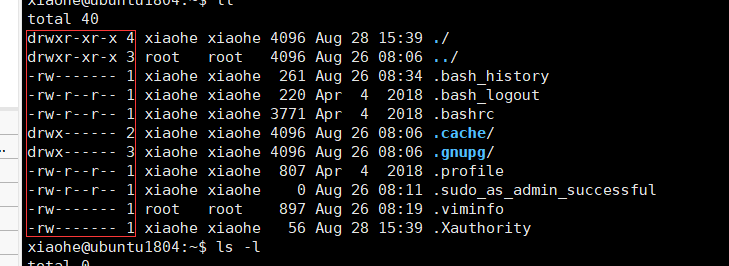 xiaohe@ubuntu1804:~$ ll
total 40
drwxr-xr-x 4 xiaohe xiaohe 4096 Aug 28 15:39 ./
drwxr-xr-x 3 root   root   4096 Aug 26 08:06 ../
-rw------- 1 xiaohe xiaohe  261 Aug 26 08:34 .bash_history
-rw-r--r-- 1 xiaohe xiaohe  220 Apr  4  2018 .bash_logout
-rw-r--r-- 1 xiaohe xiaohe 3771 Apr  4  2018 .bashrc
drwx------ 2 xiaohe xiaohe 4096 Aug 26 08:06 .cache/
drwx------ 3 xiaohe xiaohe 4096 Aug 26 08:06 .gnupg/
-rw-r--r-- 1 xiaohe xiaohe  807 Apr  4  2018 .profile
-rw-r--r-- 1 xiaohe xiaohe    0 Aug 26 08:11 .sudo_as_admin_successful
-rw------- 1 root   root    897 Aug 26 08:19 .viminfo
-rw------- 1 xiaohe xiaohe   56 Aug 28 15:39 .Xauthority
xiaohe@ubuntu1804:~$ ls -l
total 0